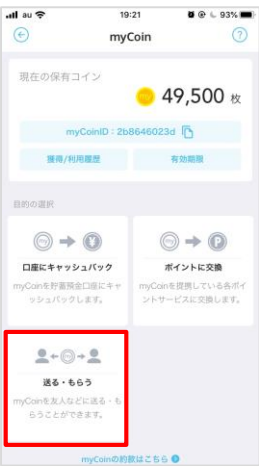 au 19:21 93%
myCoin ?
現在の保有コイン
49,500 枚
myCoinID：2b8646023d
獲得/利用履歴 有効期限
目的の選択
口座にキャッシュバック
myCoinを貯蓄預金口座にキャ
ッシュバックします。
ポイントに交換
myCoinを提携している各ポイ
ントサービスに交換します。
送る・もらう
myCoinを友人などに送る・も
らうことができます。
myCoinの約款はこちら